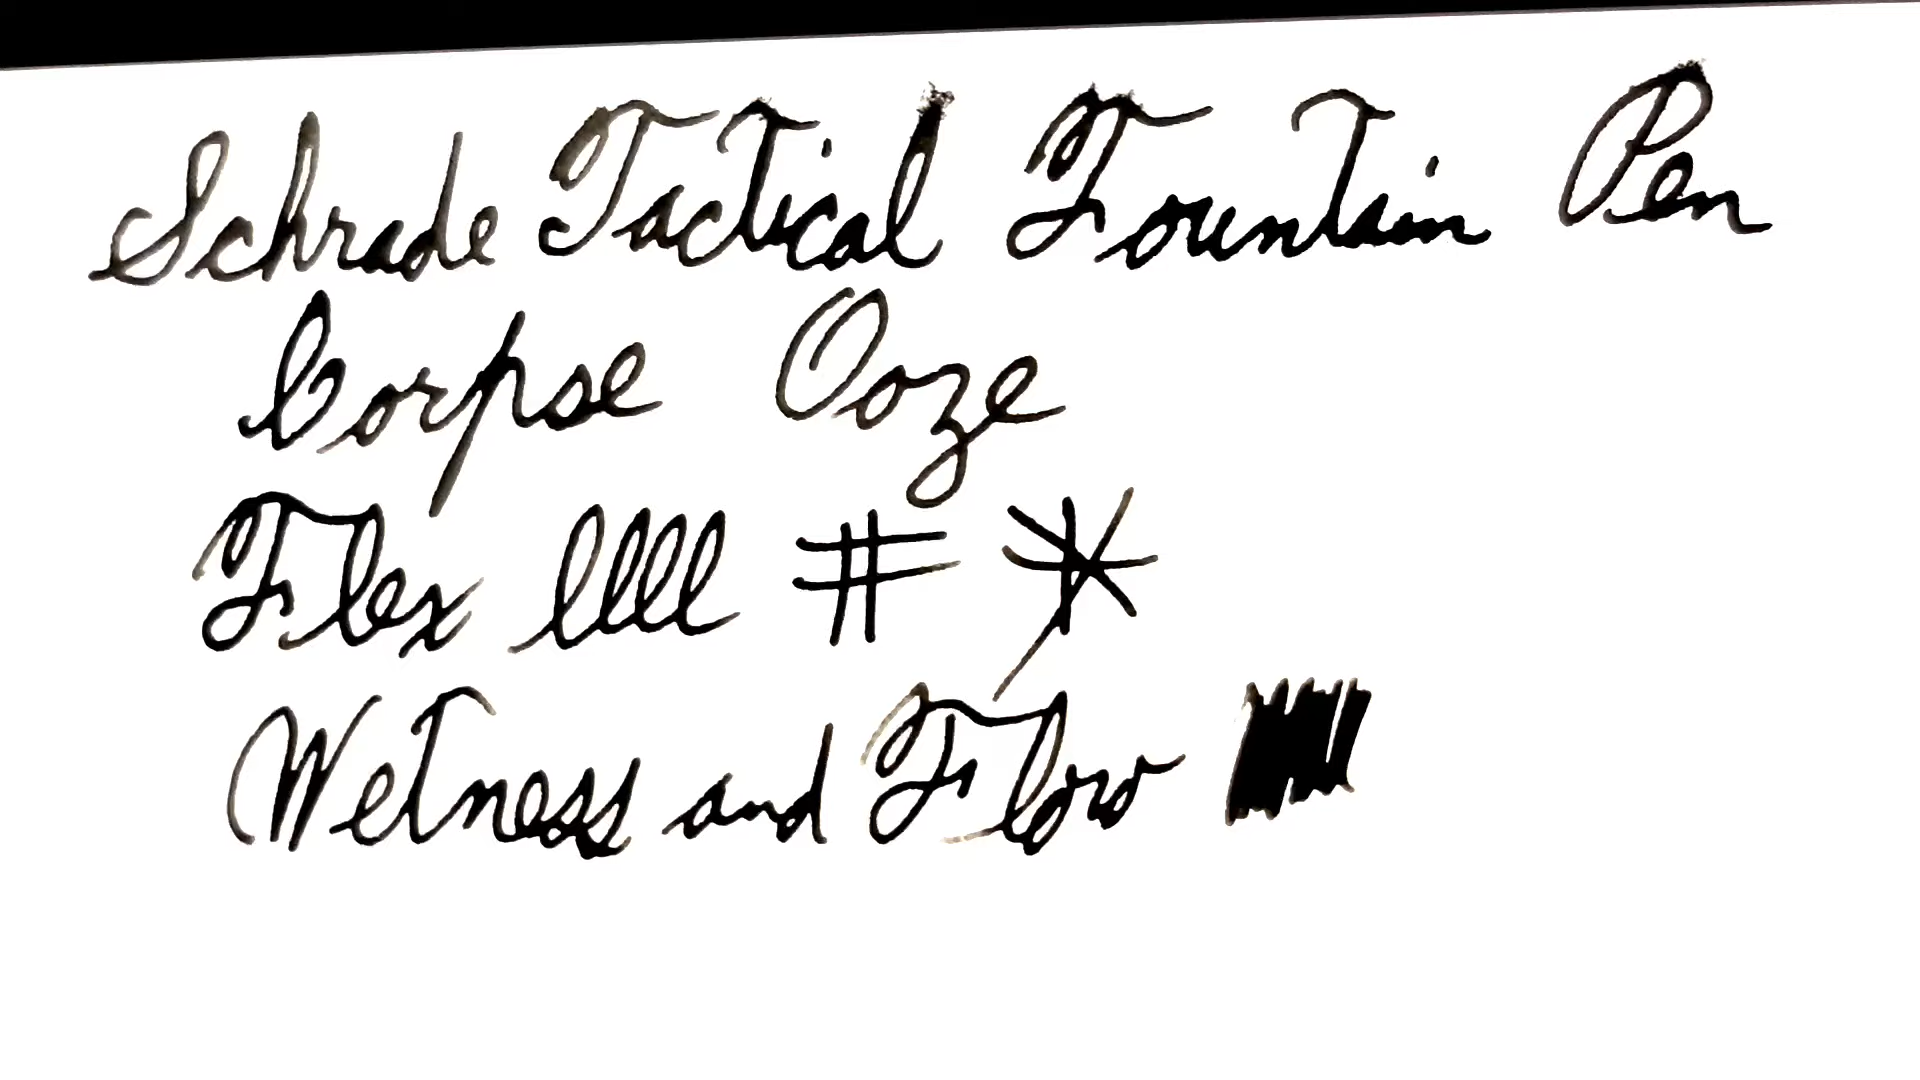 Schrade Tactical Fountain Pen
Corpse Ooze
Flex llll # *
Wetness and Flow